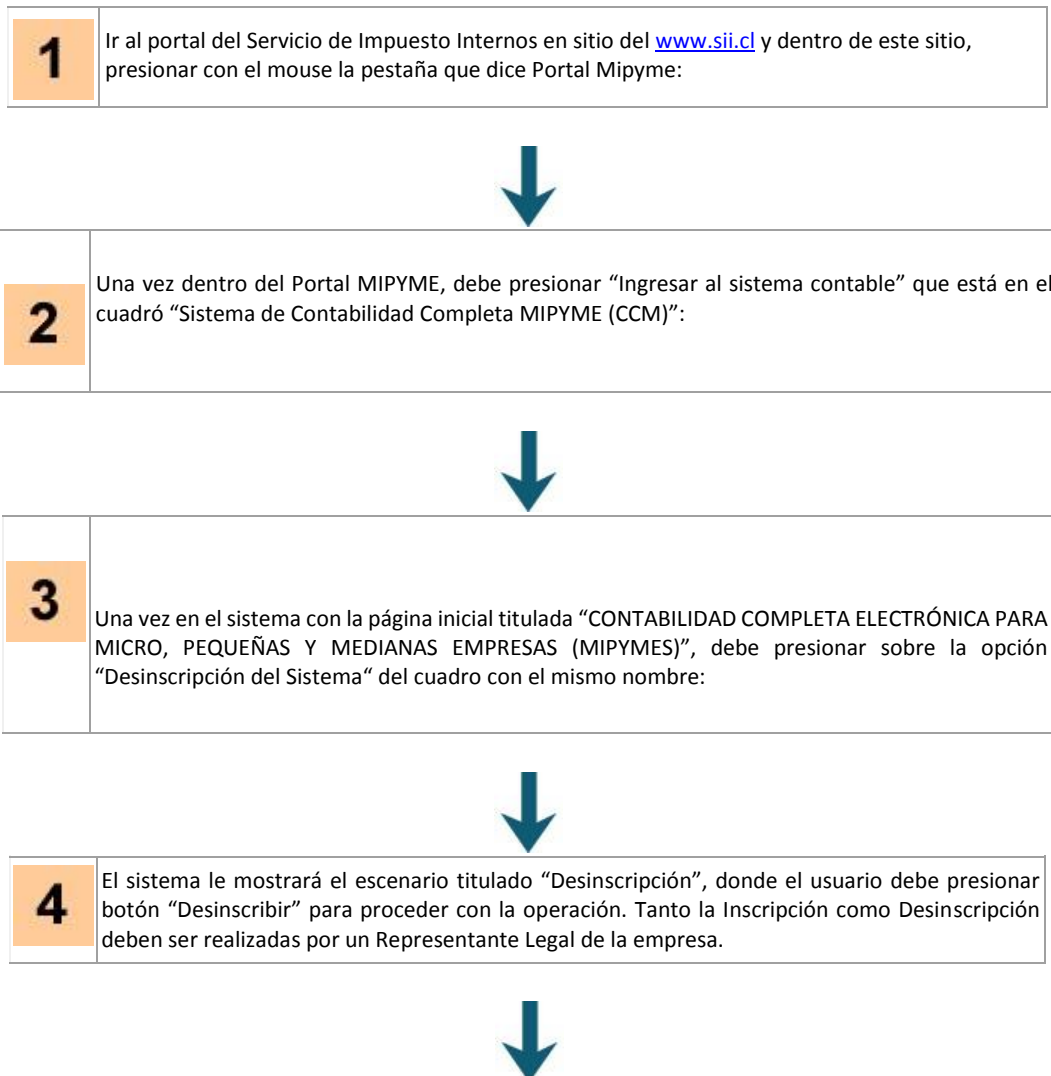 1
Ir al portal del Servicio de Impuesto Internos en sitio del www.sii.cl y dentro de este sitio,
presionar con el mouse la pestaña que dice Portal Mipyme:
2
Una vez dentro del Portal MIPYME, debe presionar “Ingresar al sistema contable” que está en el
cuadró “Sistema de Contabilidad Completa MIPYME (CCM)”:
3
Una vez en el sistema con la página inicial titulada “CONTABILIDAD COMPLETA ELECTRÓNICA PARA
MICRO, PEQUEÑAS Y MEDIANAS EMPRESAS (MIPYMES)”, debe presionar sobre la opción
“Desinscripción del Sistema“ del cuadro con el mismo nombre:
4
El sistema le mostrará el escenario titulado “Desinscripción”, donde el usuario debe presionar
botón “Desinscribir” para proceder con la operación. Tanto la Inscripción como Desinscripción
deben ser realizadas por un Representante Legal de la empresa.